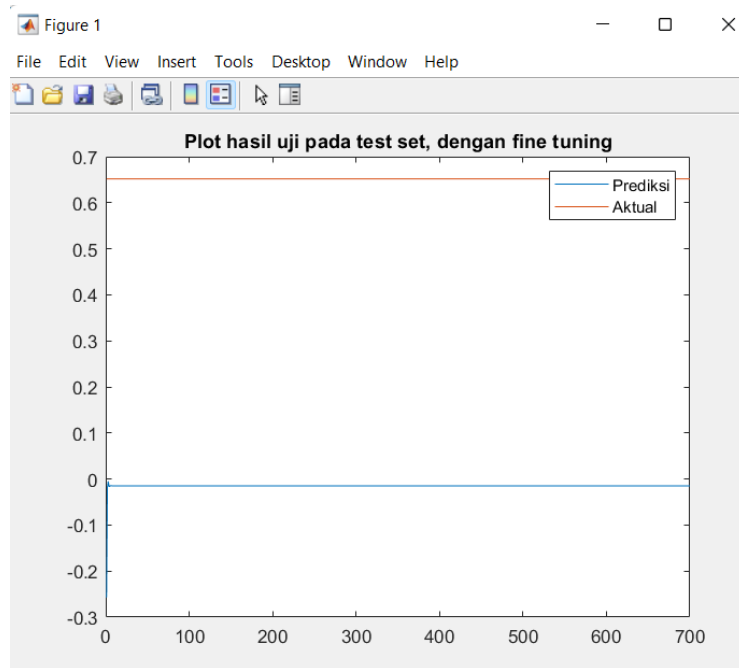 Figure 1
File Edit View Insert Tools Desktop Window Help
Plot hasil uji pada test set, dengan fine tuning
0.7
0.6
0.5
0.4
0.3
0.2
0.1
0
-0.1
-0.2
-0.3
Prediksi
Aktual
0 100 200 300 400 500 600 700